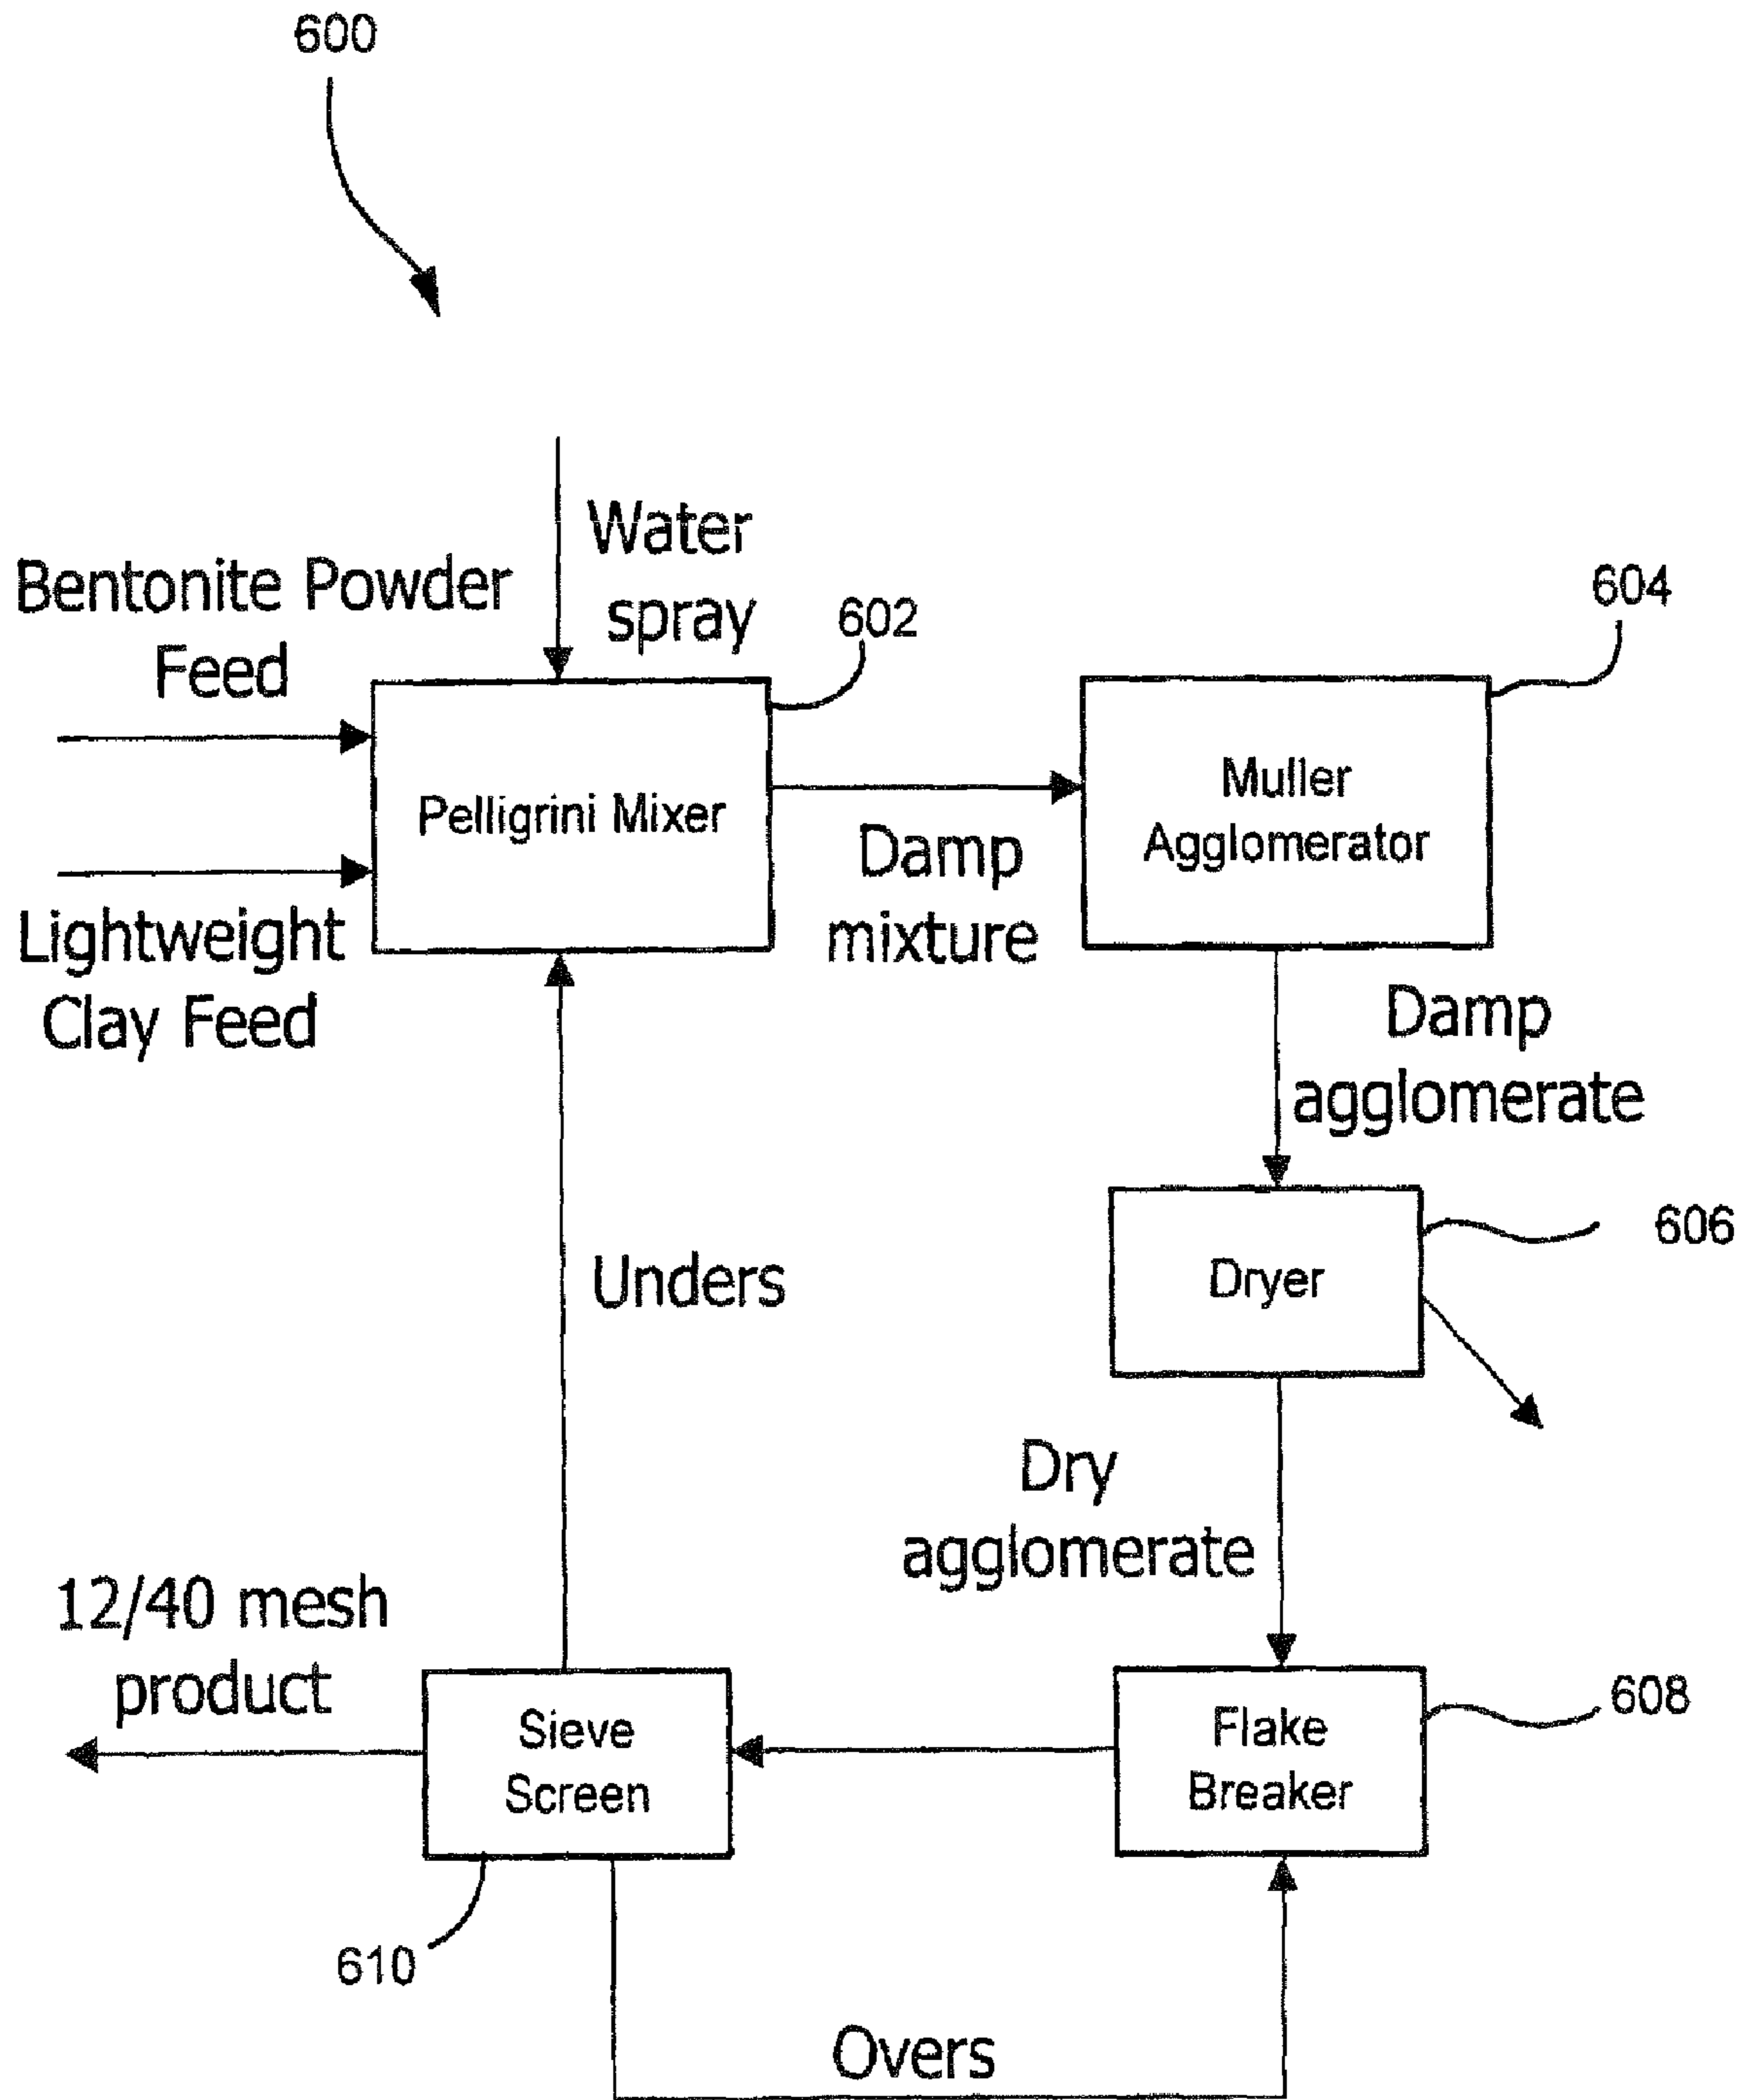 600
Water
spray
Bentonite Powder
Feed
602
604
Pelligrini Mixer
Muller
Agglomerator
Damp
mixture
Lightweight
Clay Feed
Damp
agglomerate
606
Unders
Dryer
Dry
agglomerate
12/40 mesh
product
608
Sieve
Screen
Flake
Breaker
610
Overs